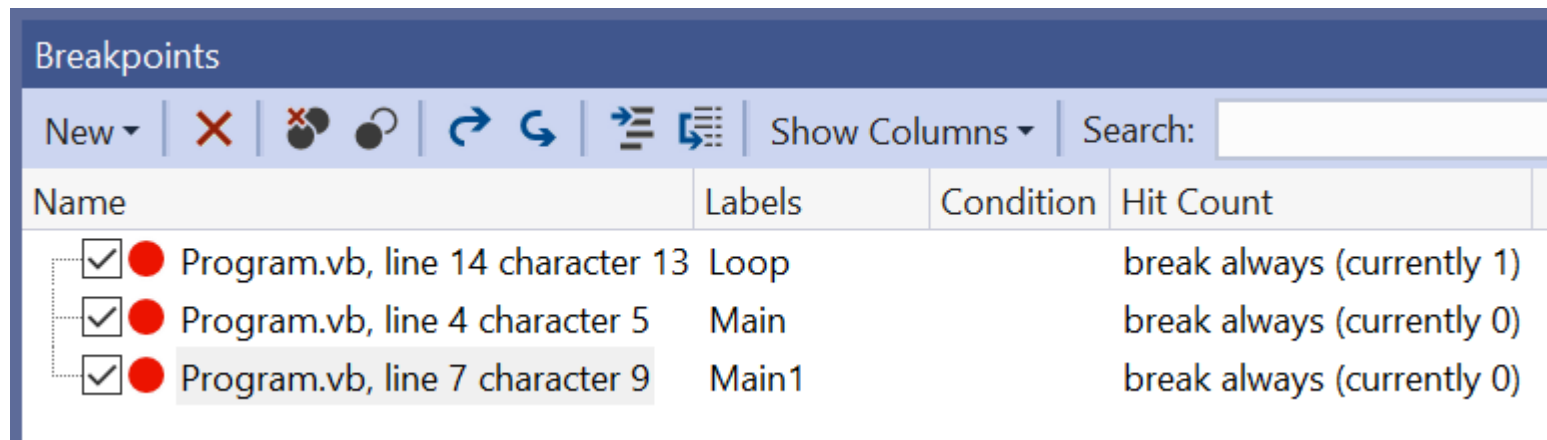 Breakpoints
New Show Columns Search:
Name Labels Condition Hit Count
Program.vb, line 14 character 13 Loop break always (currently 1)
Program.vb, line 4 character 5 Main break always (currently 0)
Program.vb, line 7 character 9 Main1 break always (currently 0)